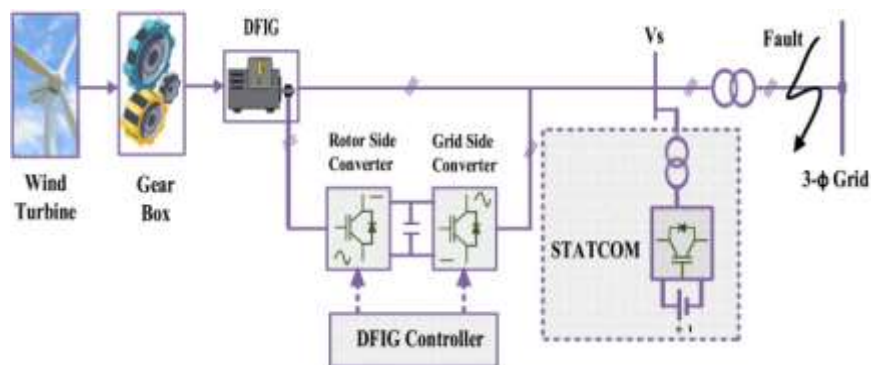 DFIG
Vs
Fault
Rotor Side
Converter
Grid Side
Converter
Wind
Turbine
Gear
Box
3-ϕ Grid
STATCOM
DFIG Controller